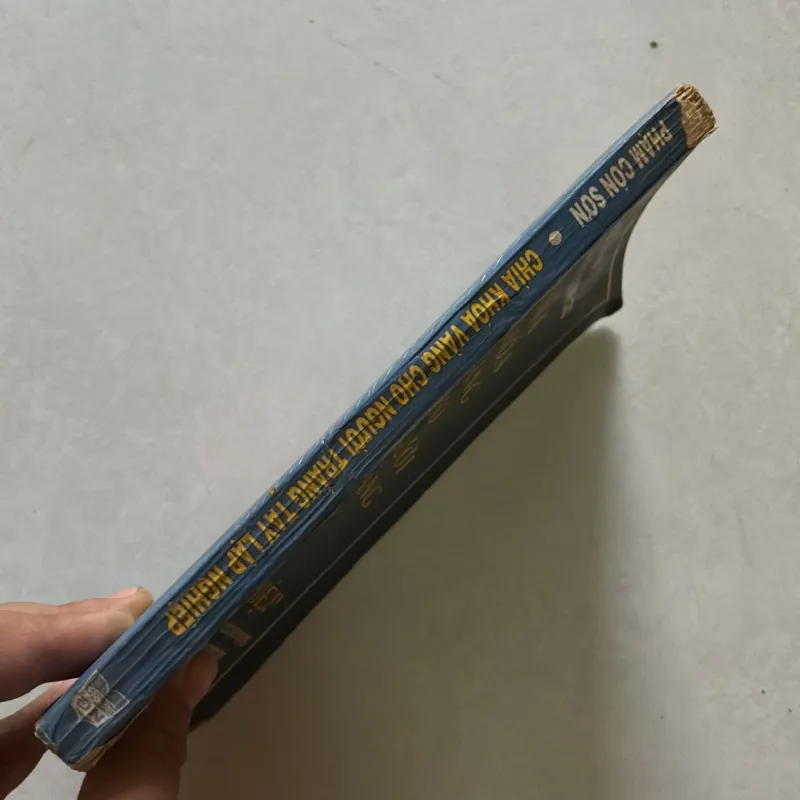 PHẠM CÔN SƠN • CHÌA KHÓA VÀNG CHO NGƯỜI TRẮNG TAY LẬP NGHIỆP